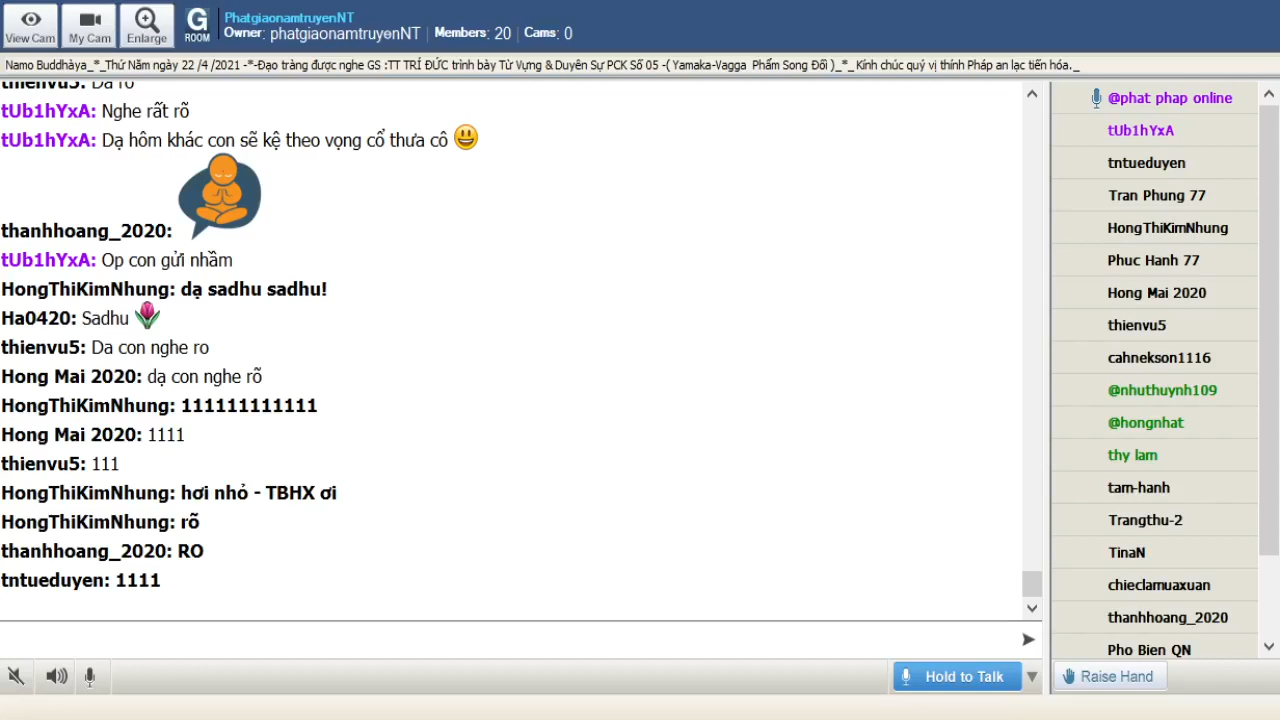 View Cam
My Cam
Enlarge
G
ROOM
PhatgiaonamtruyenNT
Owner: phatgiaonamtruyenNT | Members: 20 | Cams: 0
Namo Buddhàya_*_Thứ Năm ngày 22 /4 /2021 -*-Đạo tràng được nghe GS :TT TRÍ ĐỨC trình bày Từ Vựng & Duyên Sự PCK Số 05 -( Yamaka-Vagga Phẩm Song Đối )_*_ Kính chúc quý vị thính Pháp an lạc tiến hóa._
thienvu5: Da ro
tUb1hYxA: Nghe rất rõ
tUb1hYxA: Dạ hôm khác con sẽ kệ theo vọng cổ thưa cô
thanhhoang_2020:
tUb1hYxA: Op con gửi nhầm
HongThiKimNhung: dạ sadhu sadhu!
Ha0420: Sadhu
thienvu5: Da con nghe ro
Hong Mai 2020: dạ con nghe rõ
HongThiKimNhung: 111111111111
Hong Mai 2020: 1111
thienvu5: 111
HongThiKimNhung: hơi nhỏ - TBHX ơi
HongThiKimNhung: rõ
thanhhoang_2020: RO
tntueduyen: 1111
@phat phap online
tUb1hYxA
tntueduyen
Tran Phung 77
HongThiKimNhung
Phuc Hanh 77
Hong Mai 2020
thienvu5
cahnekson1116
@nhuthuynh109
@hongnhat
thy lam
tam-hanh
Trangthu-2
TinaN
chieclamuaxuan
thanhhoang_2020
Pho Bien QN
Hold to Talk
Raise Hand